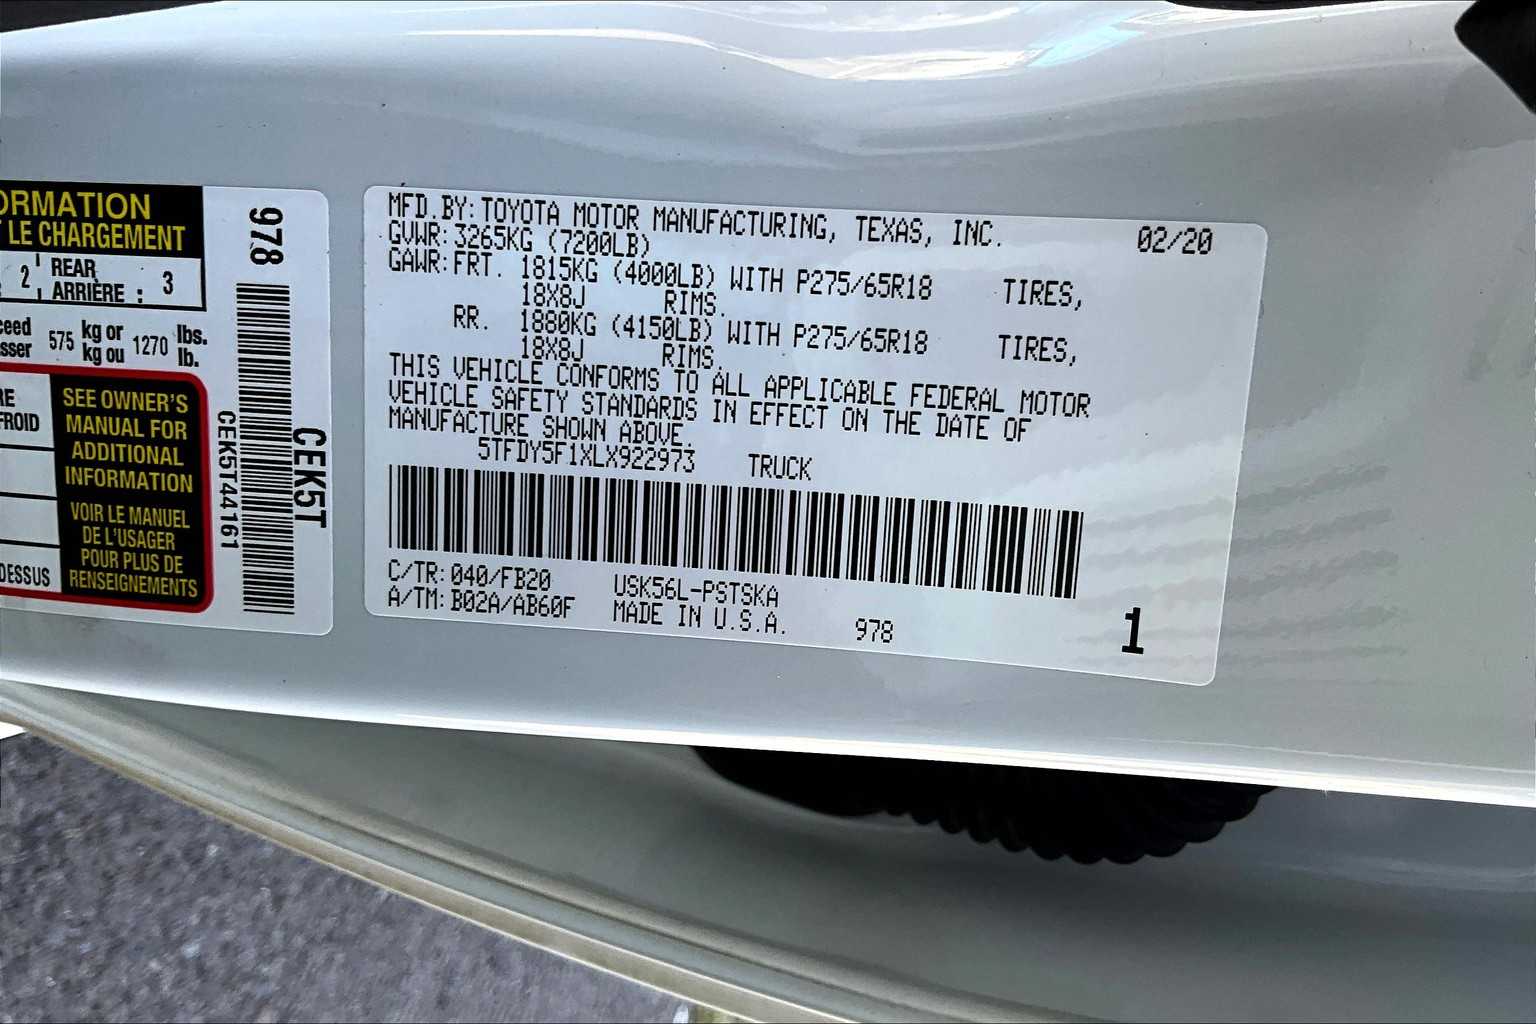 ORMATION
LE CHARGEMENT
2 REAR ARRIÈRE : 3
ceed 575 kg or 1270 lbs.
sser kg ou lb.
RE
FROID
SEE OWNER'S
MANUAL FOR
ADDITIONAL
INFORMATION
VOIR LE MANUEL
DE L'USAGER
POUR PLUS DE
RENSEIGNEMENTS
DESSUS
978
CEK5T44161
CEK5T
MFD.BY:TOYOTA MOTOR MANUFACTURING, TEXAS, INC. 02/20
GVWR:3265KG (7200LB)
GAWR:FRT. 1815KG (4000LB) WITH P275/65R18 TIRES,
18X8J RIMS.
RR. 1880KG (4150LB) WITH P275/65R18 TIRES,
18X8J RIMS.
THIS VEHICLE CONFORMS TO ALL APPLICABLE FEDERAL MOTOR
VEHICLE SAFETY STANDARDS IN EFFECT ON THE DATE OF
MANUFACTURE SHOWN ABOVE.
5TFDY5F1XLX922973 TRUCK
C/TR:040/FB20 USK56L-PSTSKA
A/TM:B02A/AB60F MADE IN U.S.A. 978 1